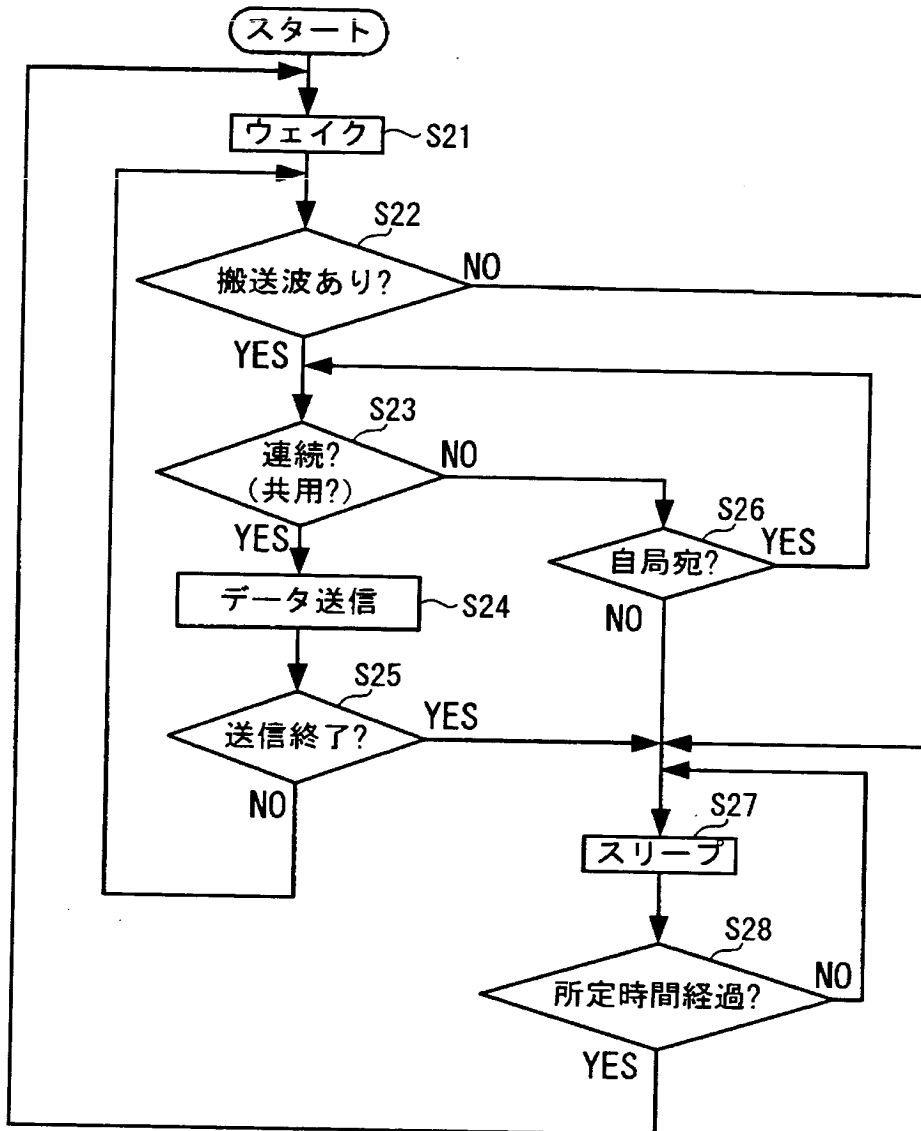 スタート
ウェイク
S21
S22
搬送波あり?
NO
YES
S23
連続?
(共用?)
NO
YES
S26
自局宛?
YES
NO
データ送信
S24
S25
送信終了?
YES
NO
S27
スリープ
S28
所定時間経過?
NO
YES